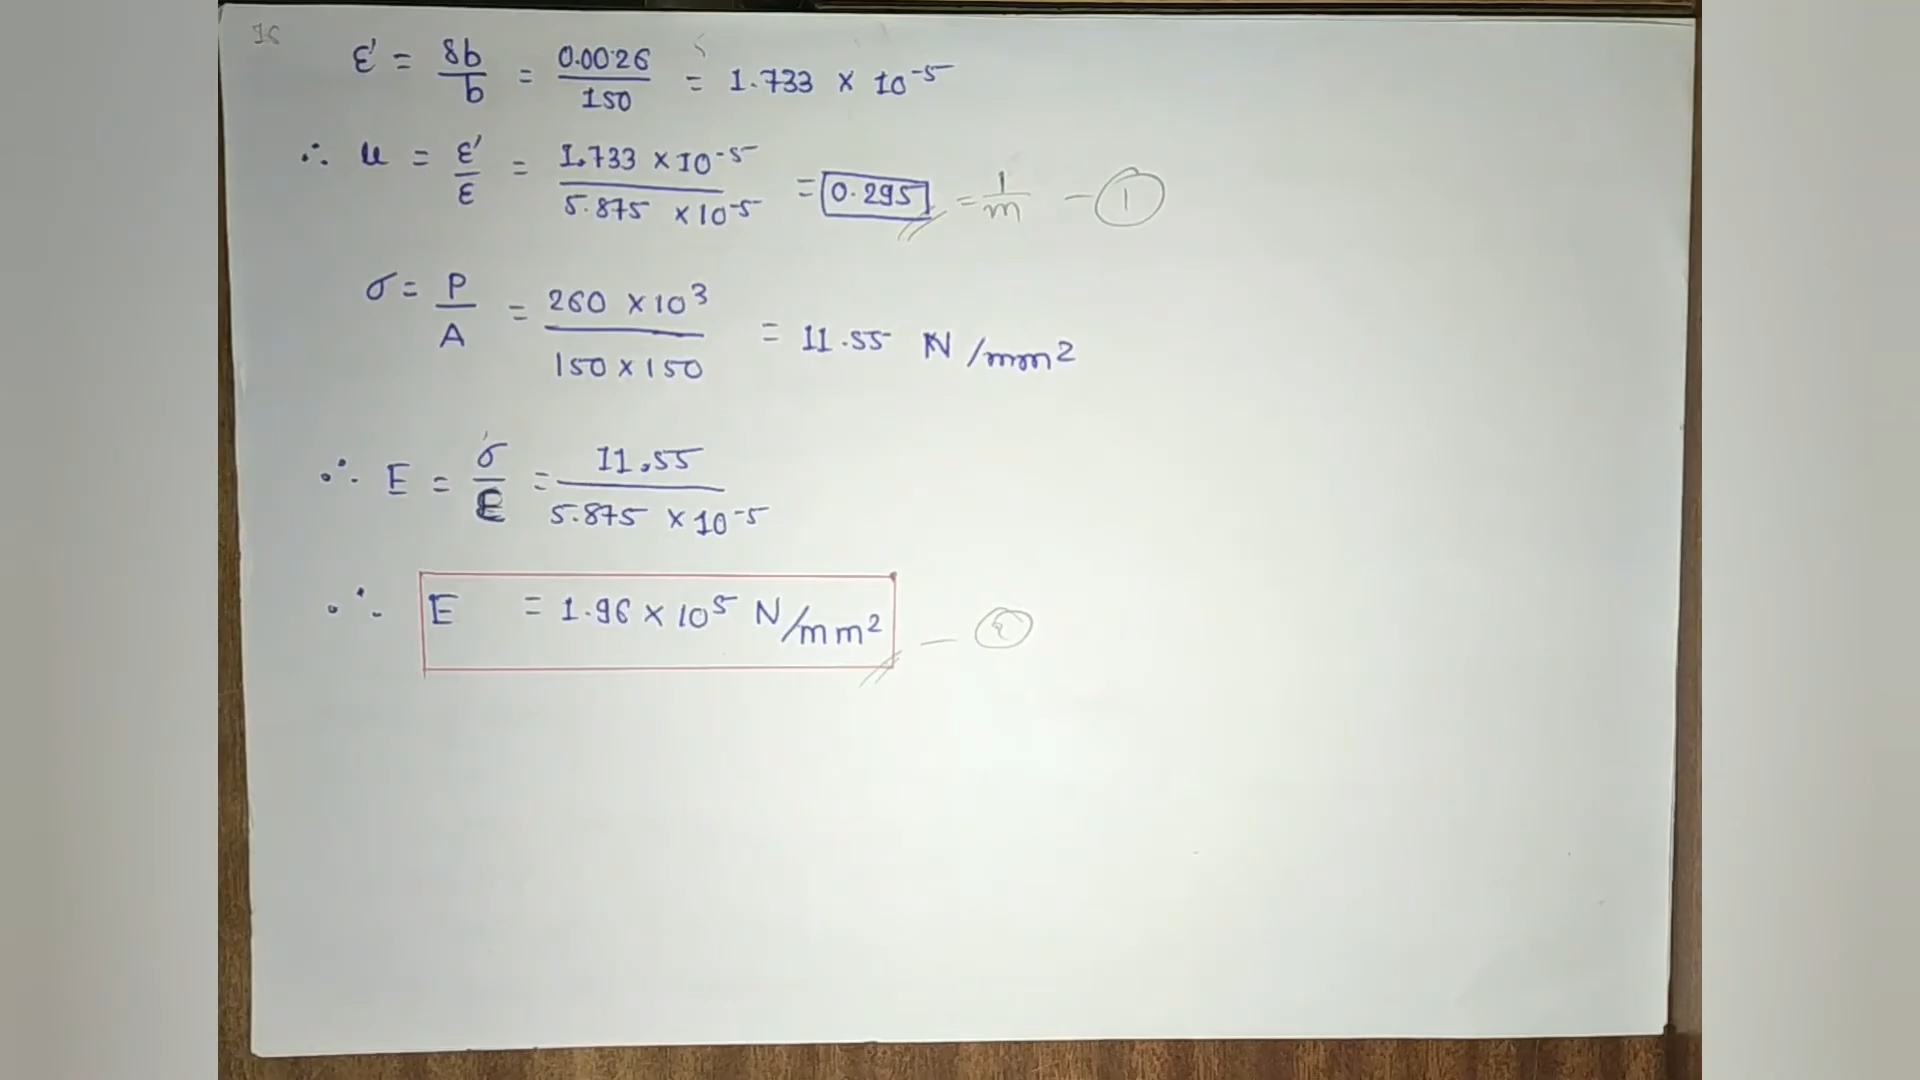 16
ε' = δb/b = 0.0026/150 = 1.733 × 10⁻⁵
∴ μ = ε'/ε = 1.733 × 10⁻⁵/5.875 × 10⁻⁵ = 0.295 = 1/m — ①
σ = P/A = 260 × 10³/150 × 150 = 11.55 N/mm²
∴ E = σ/ε = 11.55/5.875 × 10⁻⁵
∴ E = 1.96 × 10⁵ N/mm² — ②